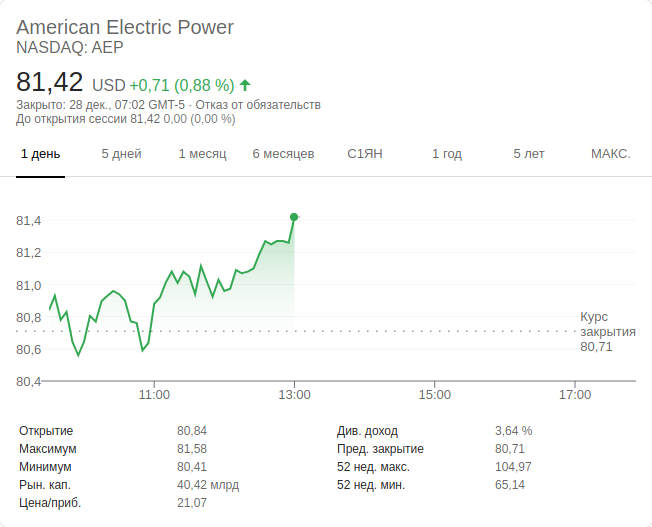 American Electric Power
NASDAQ: AEP
81,42 USD +0,71 (0,88 %)
Закрыто: 28 дек., 07:02 GMT-5 · Отказ от обязательств
До открытия сессии 81,42 0,00 (0,00 %)
1 день 5 дней 1 месяц 6 месяцев С1ЯН 1 год 5 лет МАКС.
81,4
81,2
81,0
80,8
Курс
закрытия
80,71
80,6
80,4
11:00 13:00 15:00 17:00
Открытие 80,84 Див. доход 3,64 %
Максимум 81,58 Пред. закрытие 80,71
Минимум 80,41 52 нед. макс. 104,97
Рын. кап. 40,42 млрд 52 нед. мин. 65,14
Цена/приб. 21,07